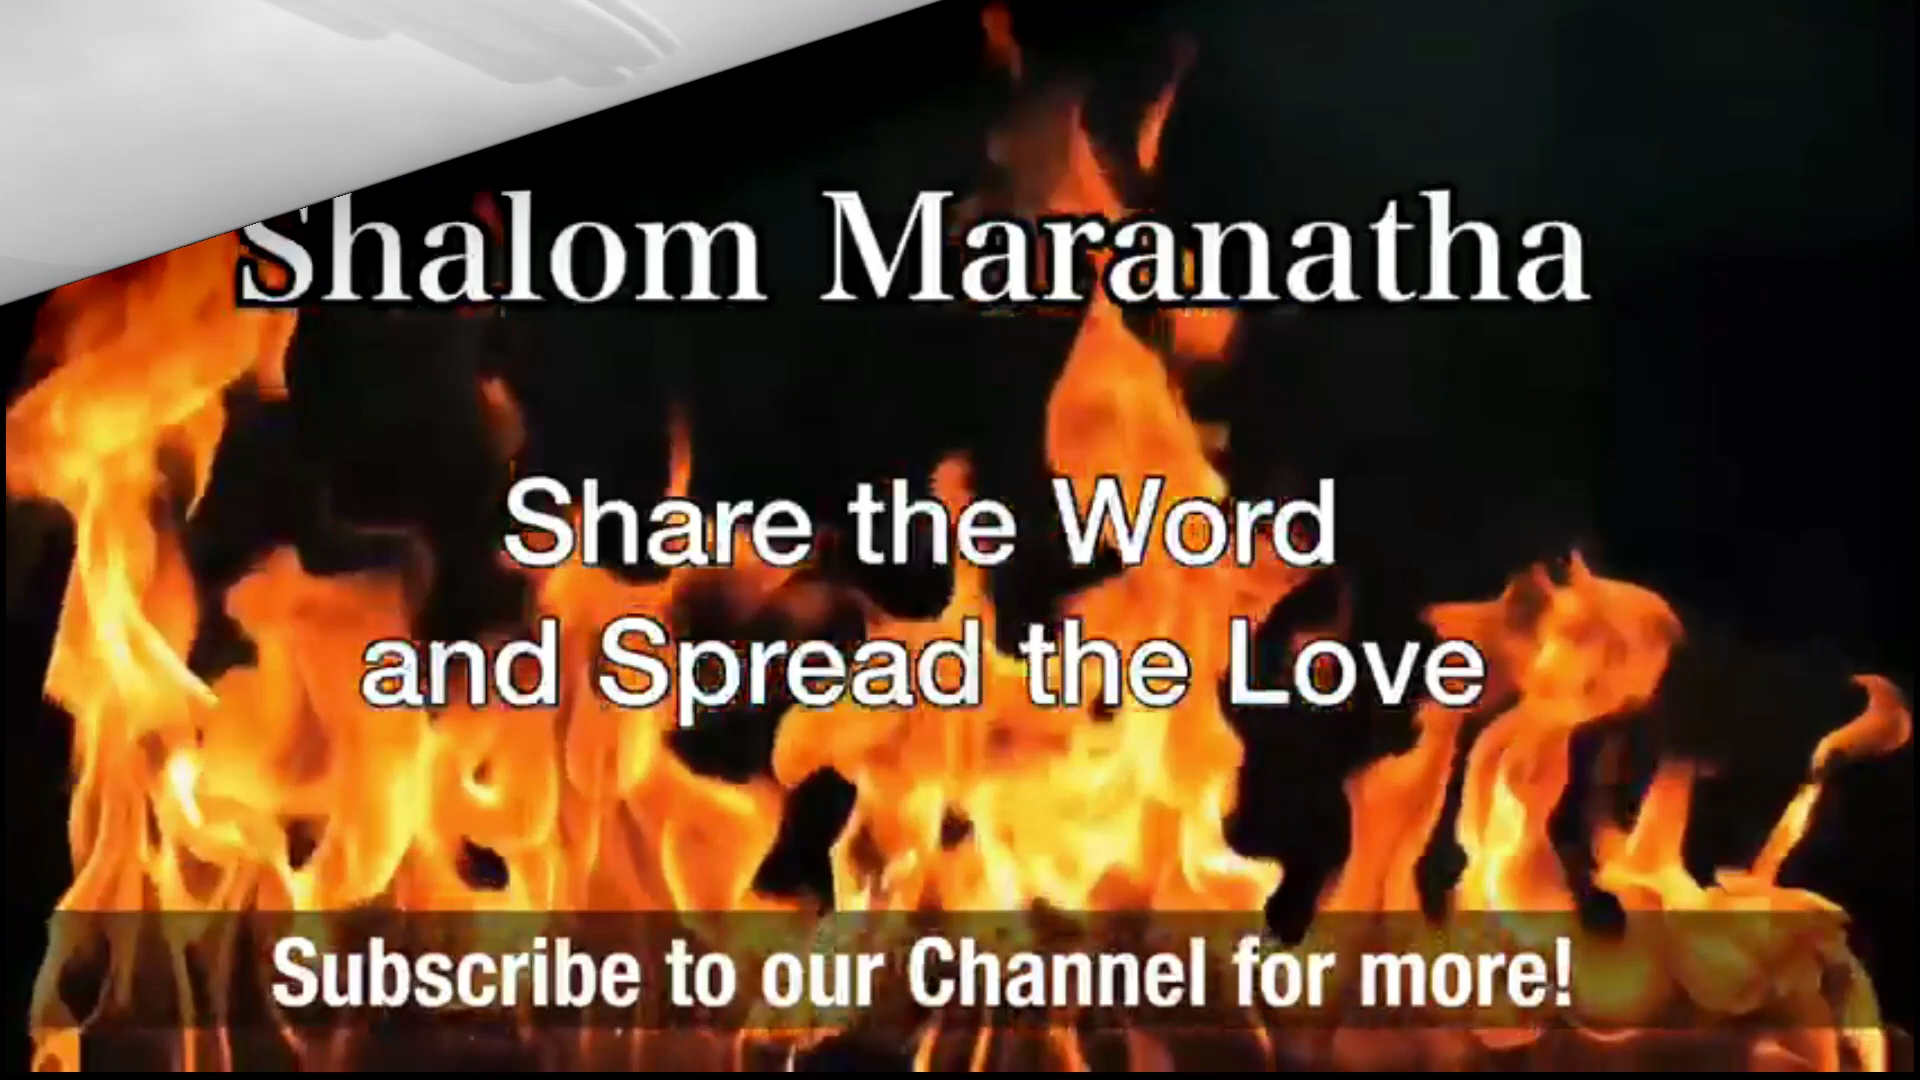 Shalom Maranatha
Share the Word
and Spread the Love
Subscribe to our Channel for more!